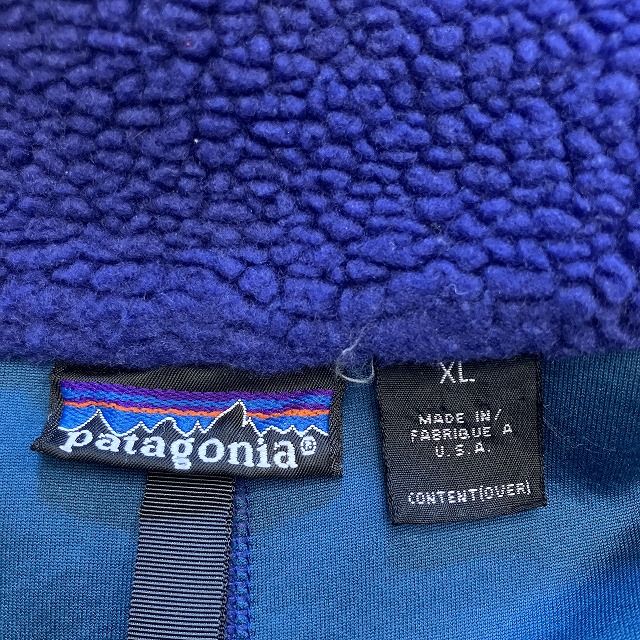 patagonia®
XL
MADE IN/
FABRIQUE A
U.S.A.
CONTENT(OVER)